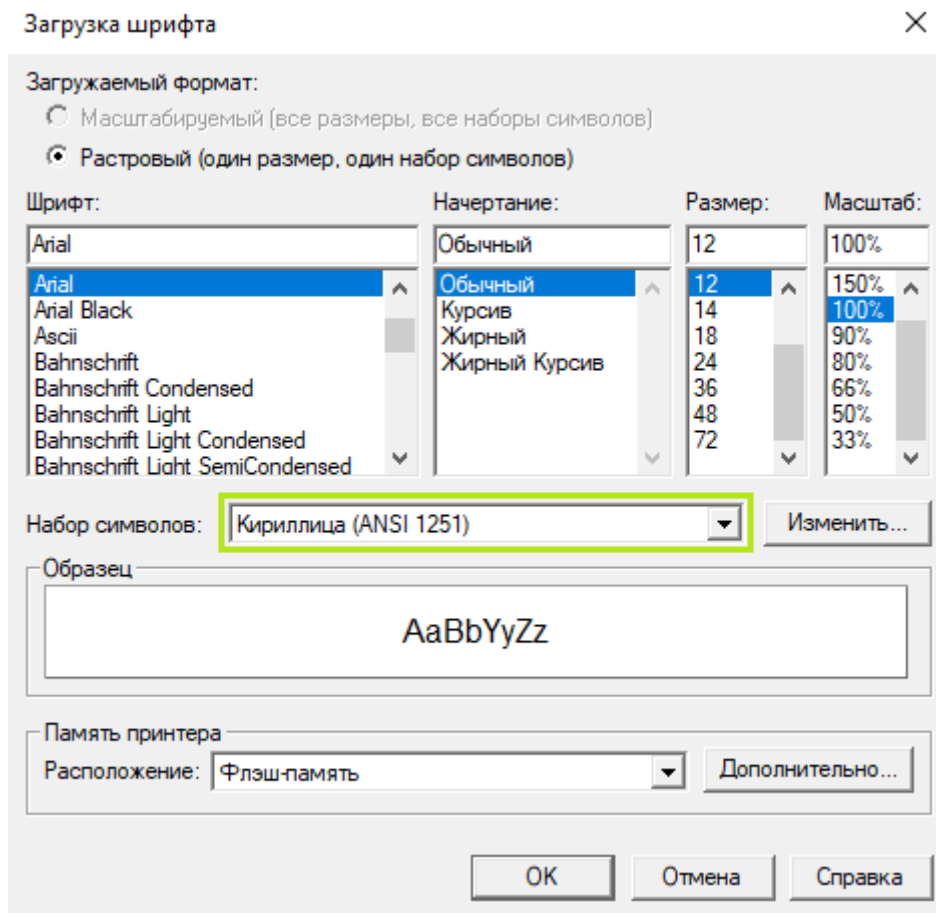 Загрузка шрифта
Загружаемый формат:
Масштабируемый (все размеры, все наборы символов)
Растровый (один размер, один набор символов)
Шрифт: Начертание: Размер: Масштаб:
Arial Обычный 12 100%
Arial Обычный 12 150%
Arial Black Курсив 14 100%
Ascii Жирный 18 90%
Bahnschrift Жирный Курсив 24 80%
Bahnschrift Condensed 36 66%
Bahnschrift Light 48 50%
Bahnschrift Light Condensed 72 33%
Bahnschrift Light SemiCondensed
Набор символов: Кириллица (ANSI 1251) Изменить...
Образец
AaBbYyZz
Память принтера
Расположение: Флэш-память Дополнительно...
OK Отмена Справка